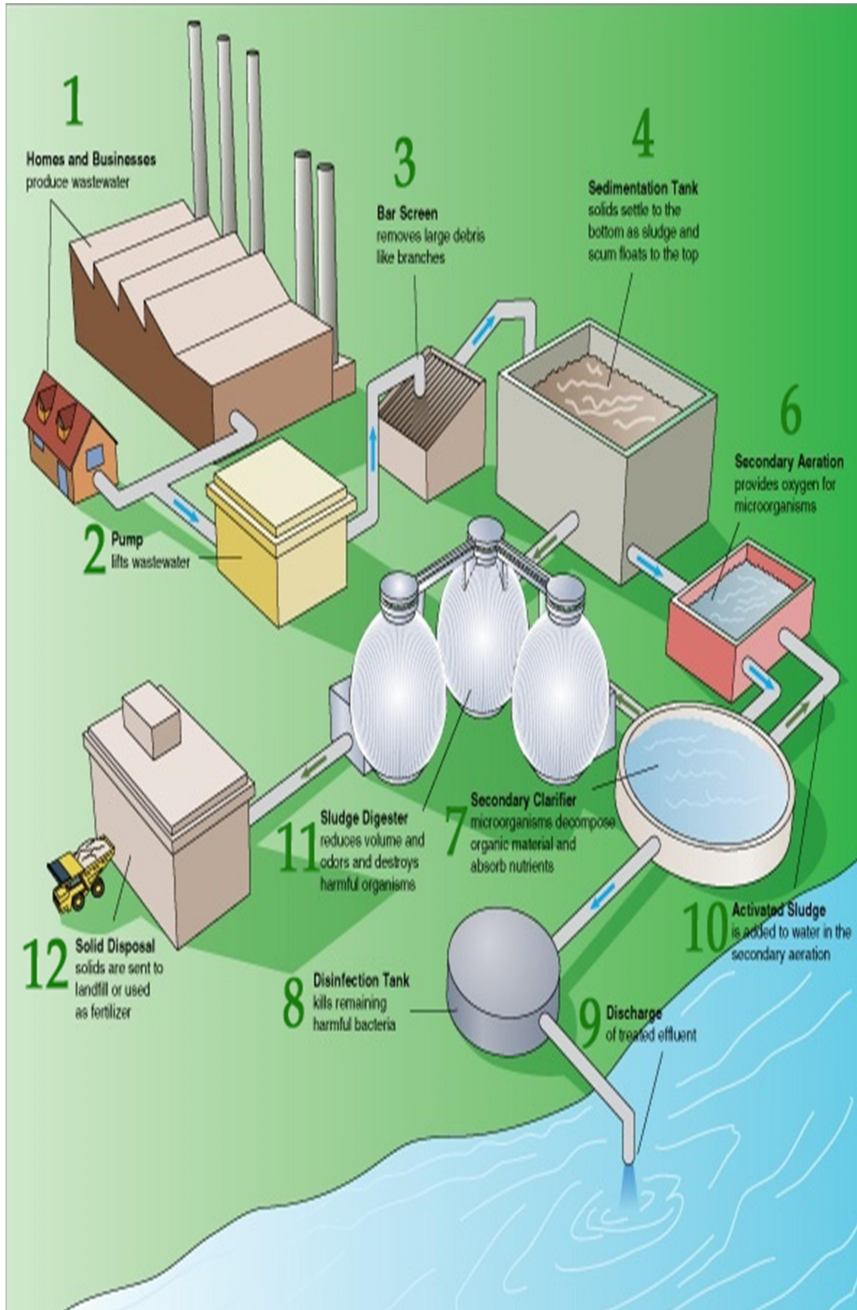 1
Homes and Businesses
produce wastewater
2
Pump
lifts wastewater
3
Bar Screen
removes large debris
like branches
4
Sedimentation Tank
solids settle to the
bottom as sludge and
scum floats to the top
6
Secondary Aeration
provides oxygen for
microorganisms
7
Secondary Clarifier
microorganisms decompose
organic material and
absorb nutrients
8
Disinfection Tank
kills remaining
harmful bacteria
9
Discharge
of treated effluent
10
Activated Sludge
is added to water in the
secondary aeration
11
Sludge Digester
reduces volume and
odors and destroys
harmful organisms
12
Solid Disposal
solids are sent to
landfill or used
as fertilizer